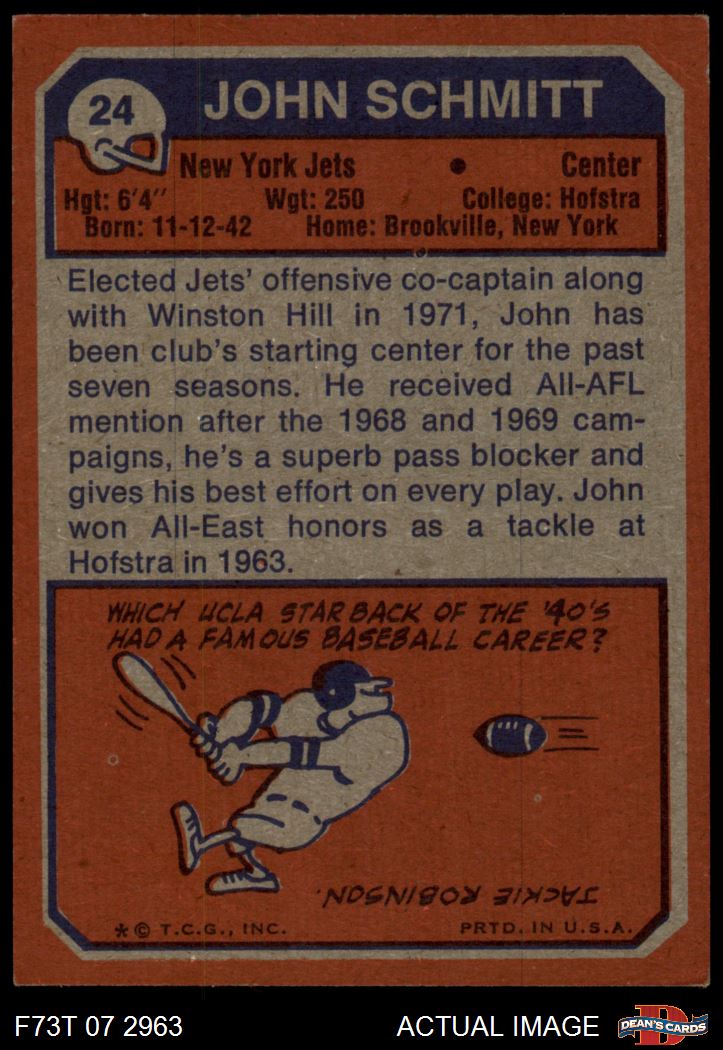 24
JOHN SCHMITT
New York Jets • Center
Hgt: 6'4" Wgt: 250 College: Hofstra
Born: 11-12-42 Home: Brookville, New York
Elected Jets' offensive co-captain along
with Winston Hill in 1971, John has
been club's starting center for the past
seven seasons. He received All-AFL
mention after the 1968 and 1969 cam-
paigns, he's a superb pass blocker and
gives his best effort on every play. John
won All-East honors as a tackle at
Hofstra in 1963.
WHICH UCLA STAR BACK OF THE '40'S
HAD A FAMOUS BASEBALL CAREER?
JACKIE ROBINSON.
* © T.C.G., INC. PRTD. IN U.S.A.
F73T 07 2963 ACTUAL IMAGE
D
DEAN'S CARDS